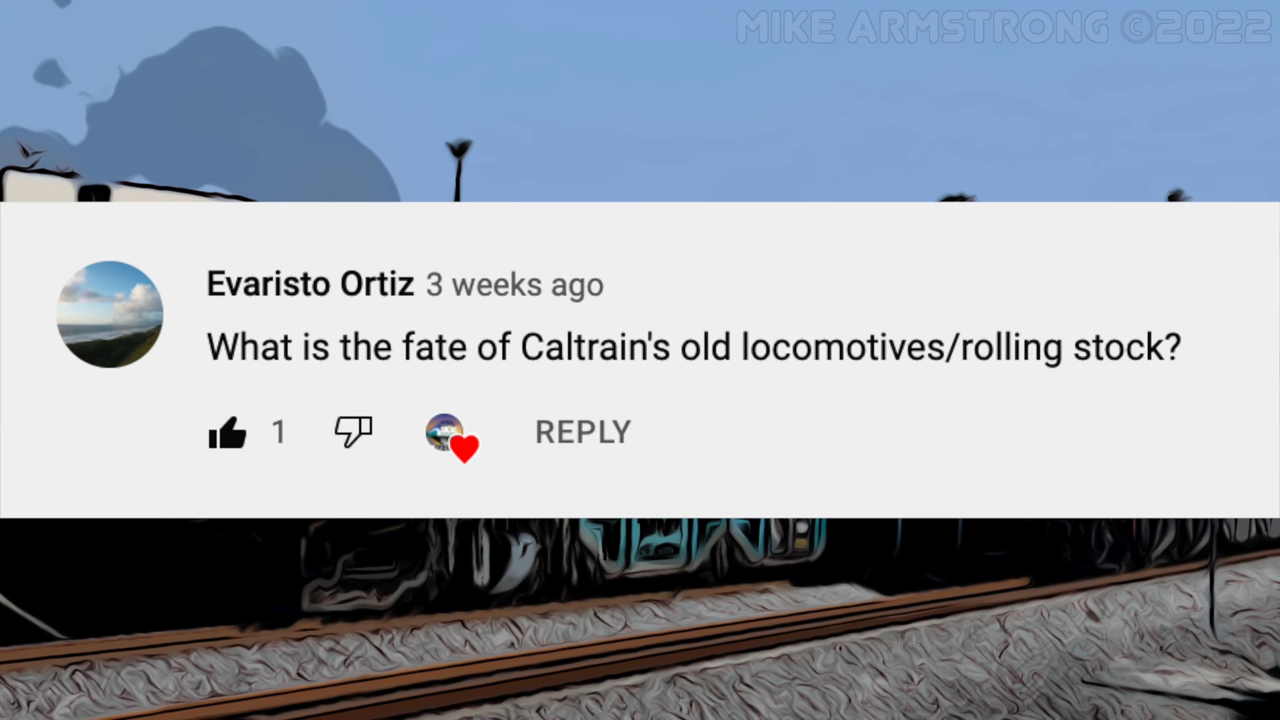 MIKE ARMSTRONG ©2022
Evaristo Ortiz 3 weeks ago
What is the fate of Caltrain's old locomotives/rolling stock?
1 REPLY